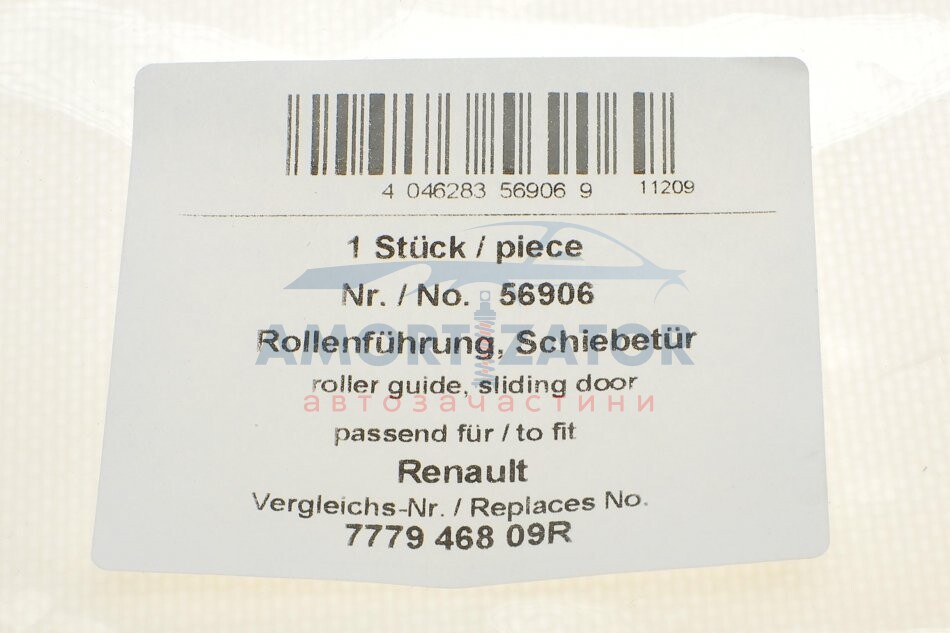 4 046283 56906 9 11209
1 Stück / piece
Nr. / No. 56906
AMORTIZATOR
Rollenführung, Schiebetür
roller guide, sliding door
автозачастини
passend für / to fit
Renault
Vergleichs-Nr. / Replaces No.
7779 468 09R